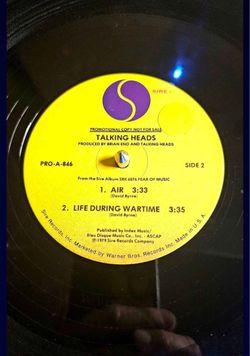 SIRE
PROMOTIONAL COPY NOT FOR SALE
TALKING HEADS
PRODUCED BY BRIAN ENO AND TALKING HEADS
PRO-A-846
SIDE 2
From the Sire Album SRK 6076 FEAR OF MUSIC
1. AIR 3:33
(David Byrne)
2. LIFE DURING WARTIME 3:35
(David Byrne)
Published by Index Music/
Bleu Disque Music Co., Inc. - ASCAP
℗1979 Sire Records Company
Sire Records, Inc. Marketed by Warner Bros. Records Inc. Made in U.S.A.